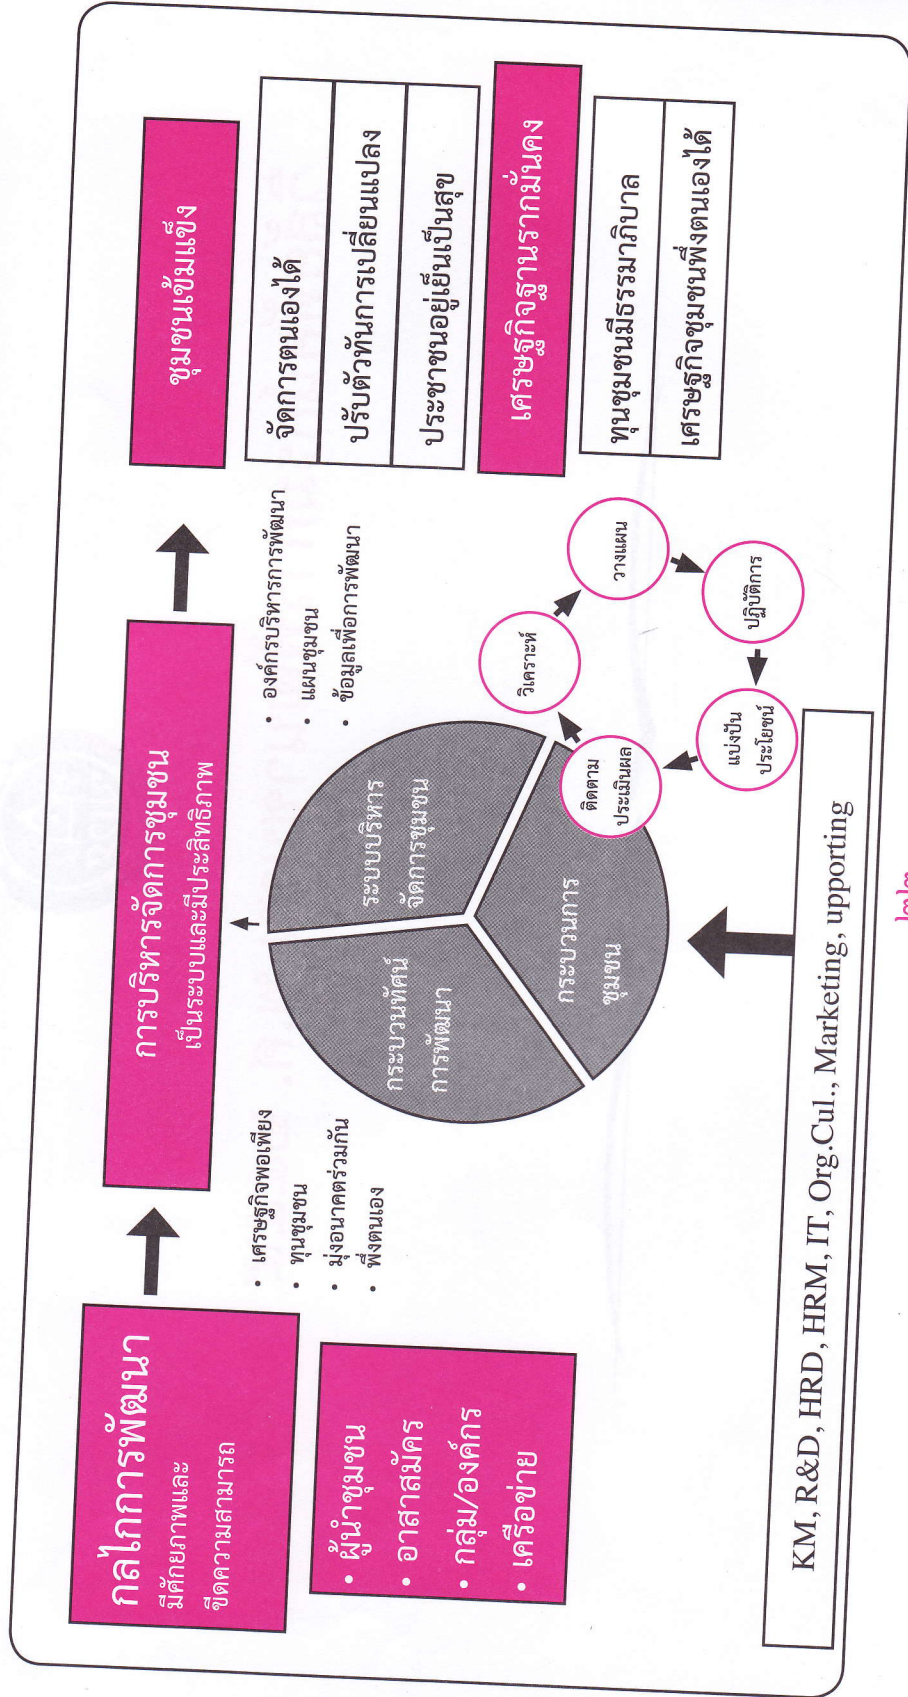 กลไกการพัฒนา
มีศักยภาพและ
ขีดความสามารถ
• ผู้นำชุมชน
• อาสาสมัคร
• กลุ่ม/องค์กร
• เครือข่าย
การบริหารจัดการชุมชน
เป็นระบบและมีประสิทธิภาพ
• เศรษฐกิจพอเพียง
• ทุนชุมชน
• มุ่งอนาคตร่วมกัน
• พึ่งตนเอง
กระบวนทัศน์
การพัฒนา
ระบบบริหาร
จัดการชุมชน
กระบวนการ
ชุมชน
• องค์กรบริหารการพัฒนา
• แผนชุมชน
• ข้อมูลเพื่อการพัฒนา
วิเคราะห์
วางแผน
ปฏิบัติการ
แบ่งปัน
ประโยชน์
ติดตาม
ประเมินผล
ชุมชนเข้มแข็ง
จัดการตนเองได้
ปรับตัวทันการเปลี่ยนแปลง
ประชาชนอยู่เย็นเป็นสุข
เศรษฐกิจฐานรากมั่นคง
ทุนชุมชนมีธรรมาภิบาล
เศรษฐกิจชุมชนพึ่งตนเองได้
KM, R&D, HRD, HRM, IT, Org.Cul., Marketing, upporting